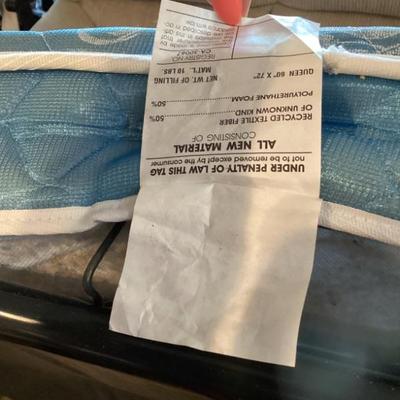 UNDER PENALTY OF LAW THIS TAG
not to be removed except by the consumer
ALL NEW MATERIAL
CONSISTING OF
RECYCLED TEXTILE FIBER
OF UNKNOWN KIND 50%
POLYURETHANE FOAM 50%
QUEEN 60" X 72"
NET WT. OF FILLING
MAT'L. 10 LBS.
REGISTRY NO.